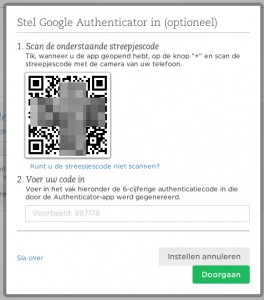 Stel Google Authenticator in (optioneel)
1. Scan de onderstaande streepjescode
Tik, wanneer u de app geopend hebt, op de knop "+" en scan de
streepjescode met de camera van uw telefoon.
Kunt u de streepjescode niet scannen?
2. Voer uw code in
Voer in het vak hieronder de 6-cijferige authenticatiecode in die
door de Authenticator-app werd gegenereerd.
Voorbeeld: 987178
Sla over
Instellen annuleren
Doorgaan